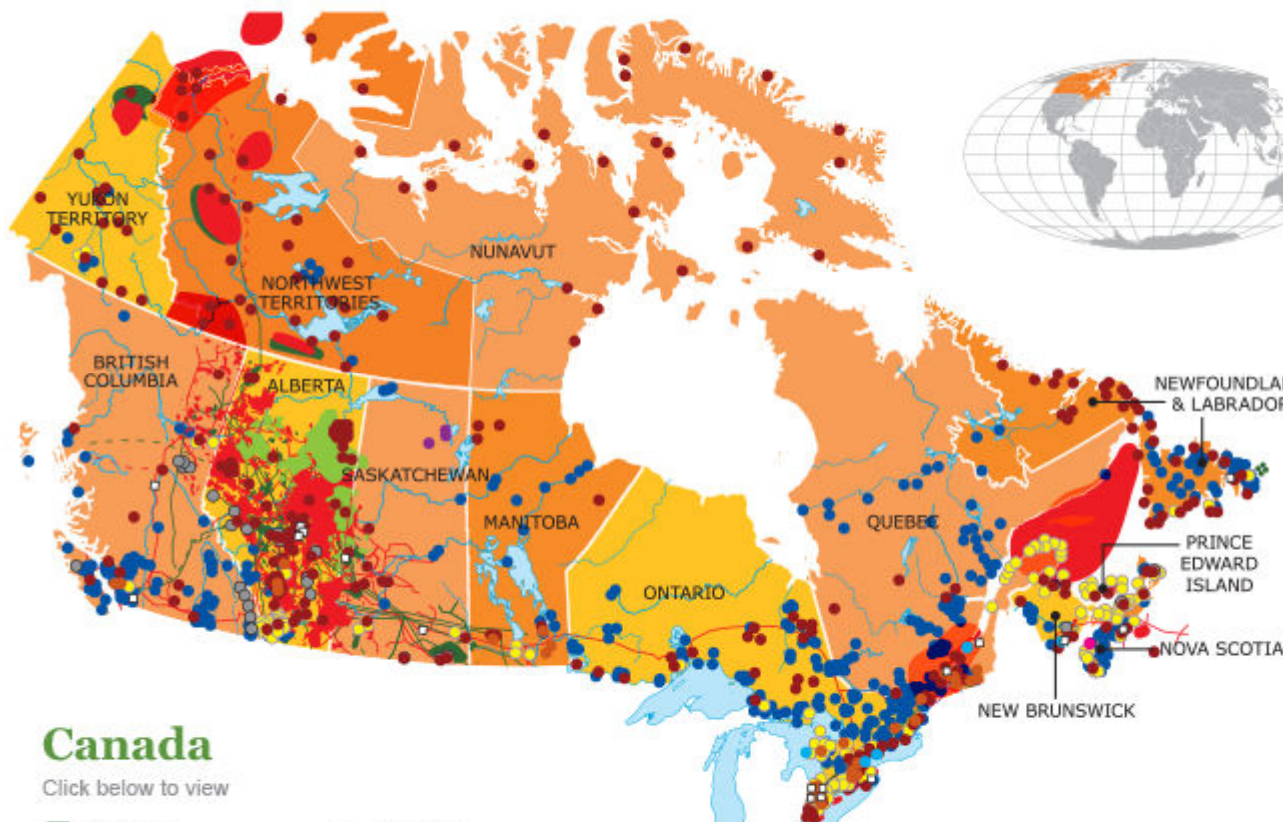 YUKON
TERRITORY
NUNAVUT
NORTHWEST
TERRITORIES
BRITISH
COLUMBIA
ALBERTA
NEWFOUNDLAN
& LABRADOR
SASKATCHEWAN
MANITOBA
QUEBEC
PRINCE
EDWARD
ISLAND
ONTARIO
NOVA SCOTIA
NEW BRUNSWICK
Canada
Click below to view